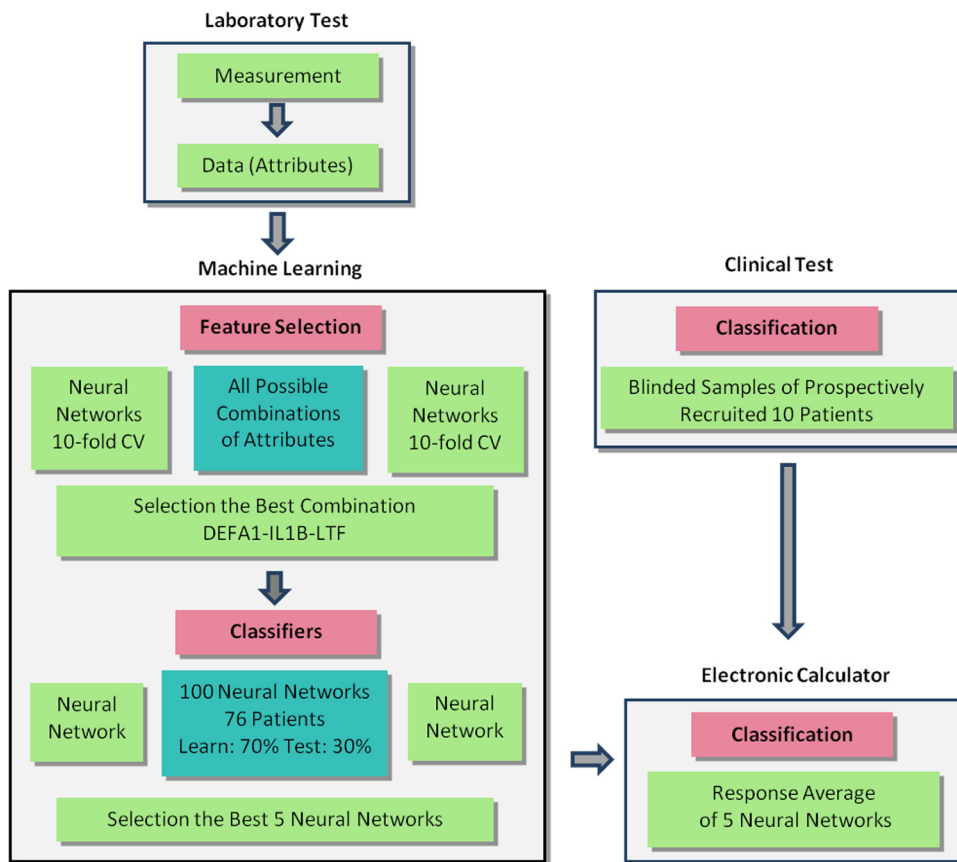 Laboratory Test
Measurement
Data (Attributes)
Machine Learning
Feature Selection
Neural
Networks
10-fold CV
All Possible
Combinations
of Attributes
Neural
Networks
10-fold CV
Selection the Best Combination
DEFA1-IL1B-LTF
Classifiers
Neural
Network
100 Neural Networks
76 Patients
Learn: 70% Test: 30%
Neural
Network
Selection the Best 5 Neural Networks
Clinical Test
Classification
Blinded Samples of Prospectively
Recruited 10 Patients
Electronic Calculator
Classification
Response Average
of 5 Neural Networks